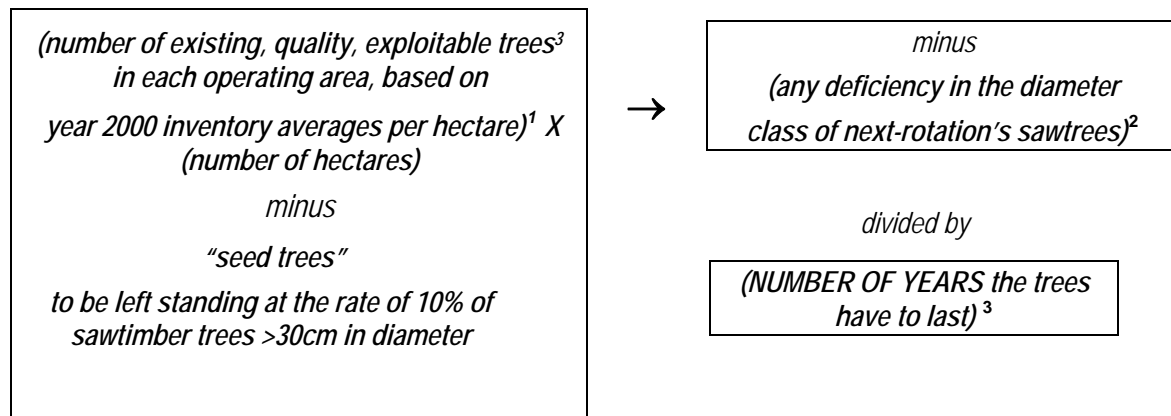 (number of existing, quality, exploitable trees³
in each operating area, based on
year 2000 inventory averages per hectare)¹ X
(number of hectares)
minus
“seed trees”
to be left standing at the rate of 10% of
sawtimber trees >30cm in diameter
→
minus
(any deficiency in the diameter
class of next-rotation’s sawtrees)²
divided by
(NUMBER OF YEARS the trees
have to last) ³